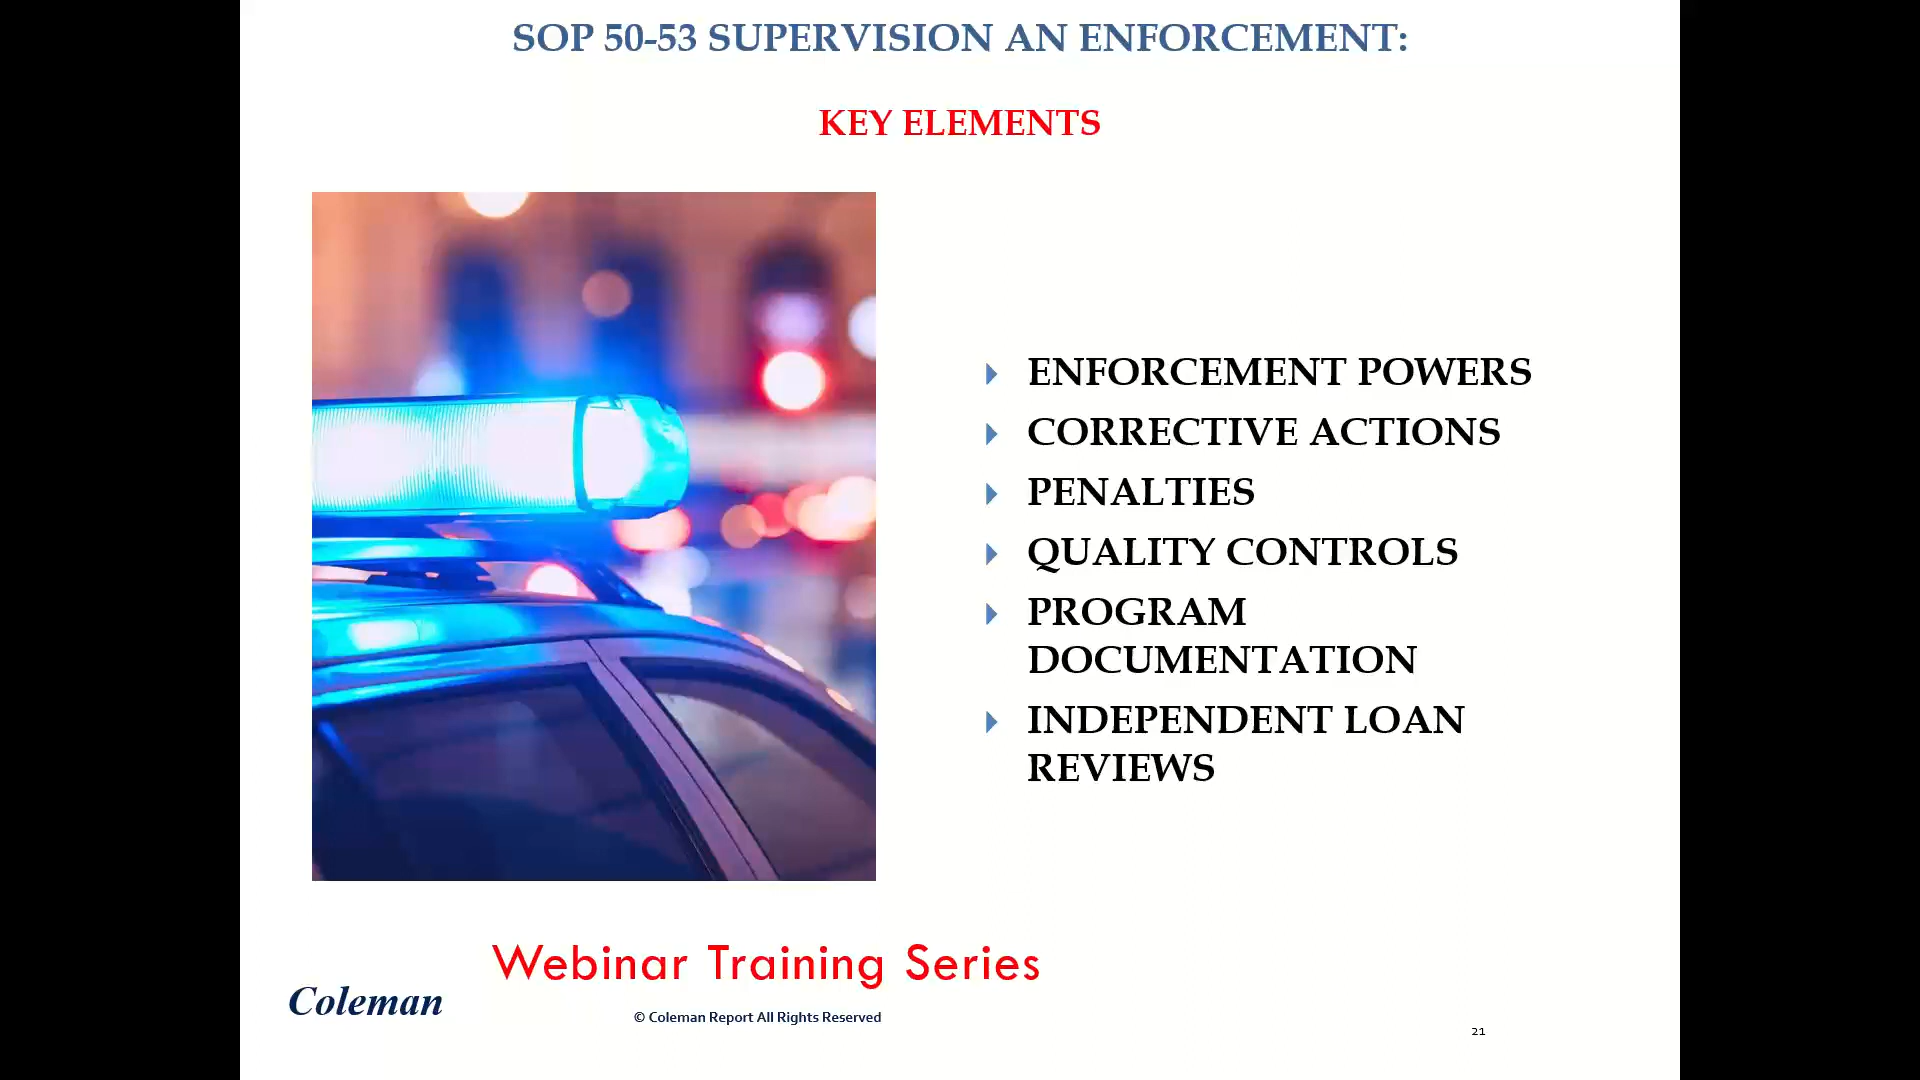 SOP 50-53 SUPERVISION AN ENFORCEMENT:
KEY ELEMENTS
ENFORCEMENT POWERS
CORRECTIVE ACTIONS
PENALTIES
QUALITY CONTROLS
PROGRAM
DOCUMENTATION
INDEPENDENT LOAN
REVIEWS
Webinar Training Series
Coleman
© Coleman Report All Rights Reserved
21